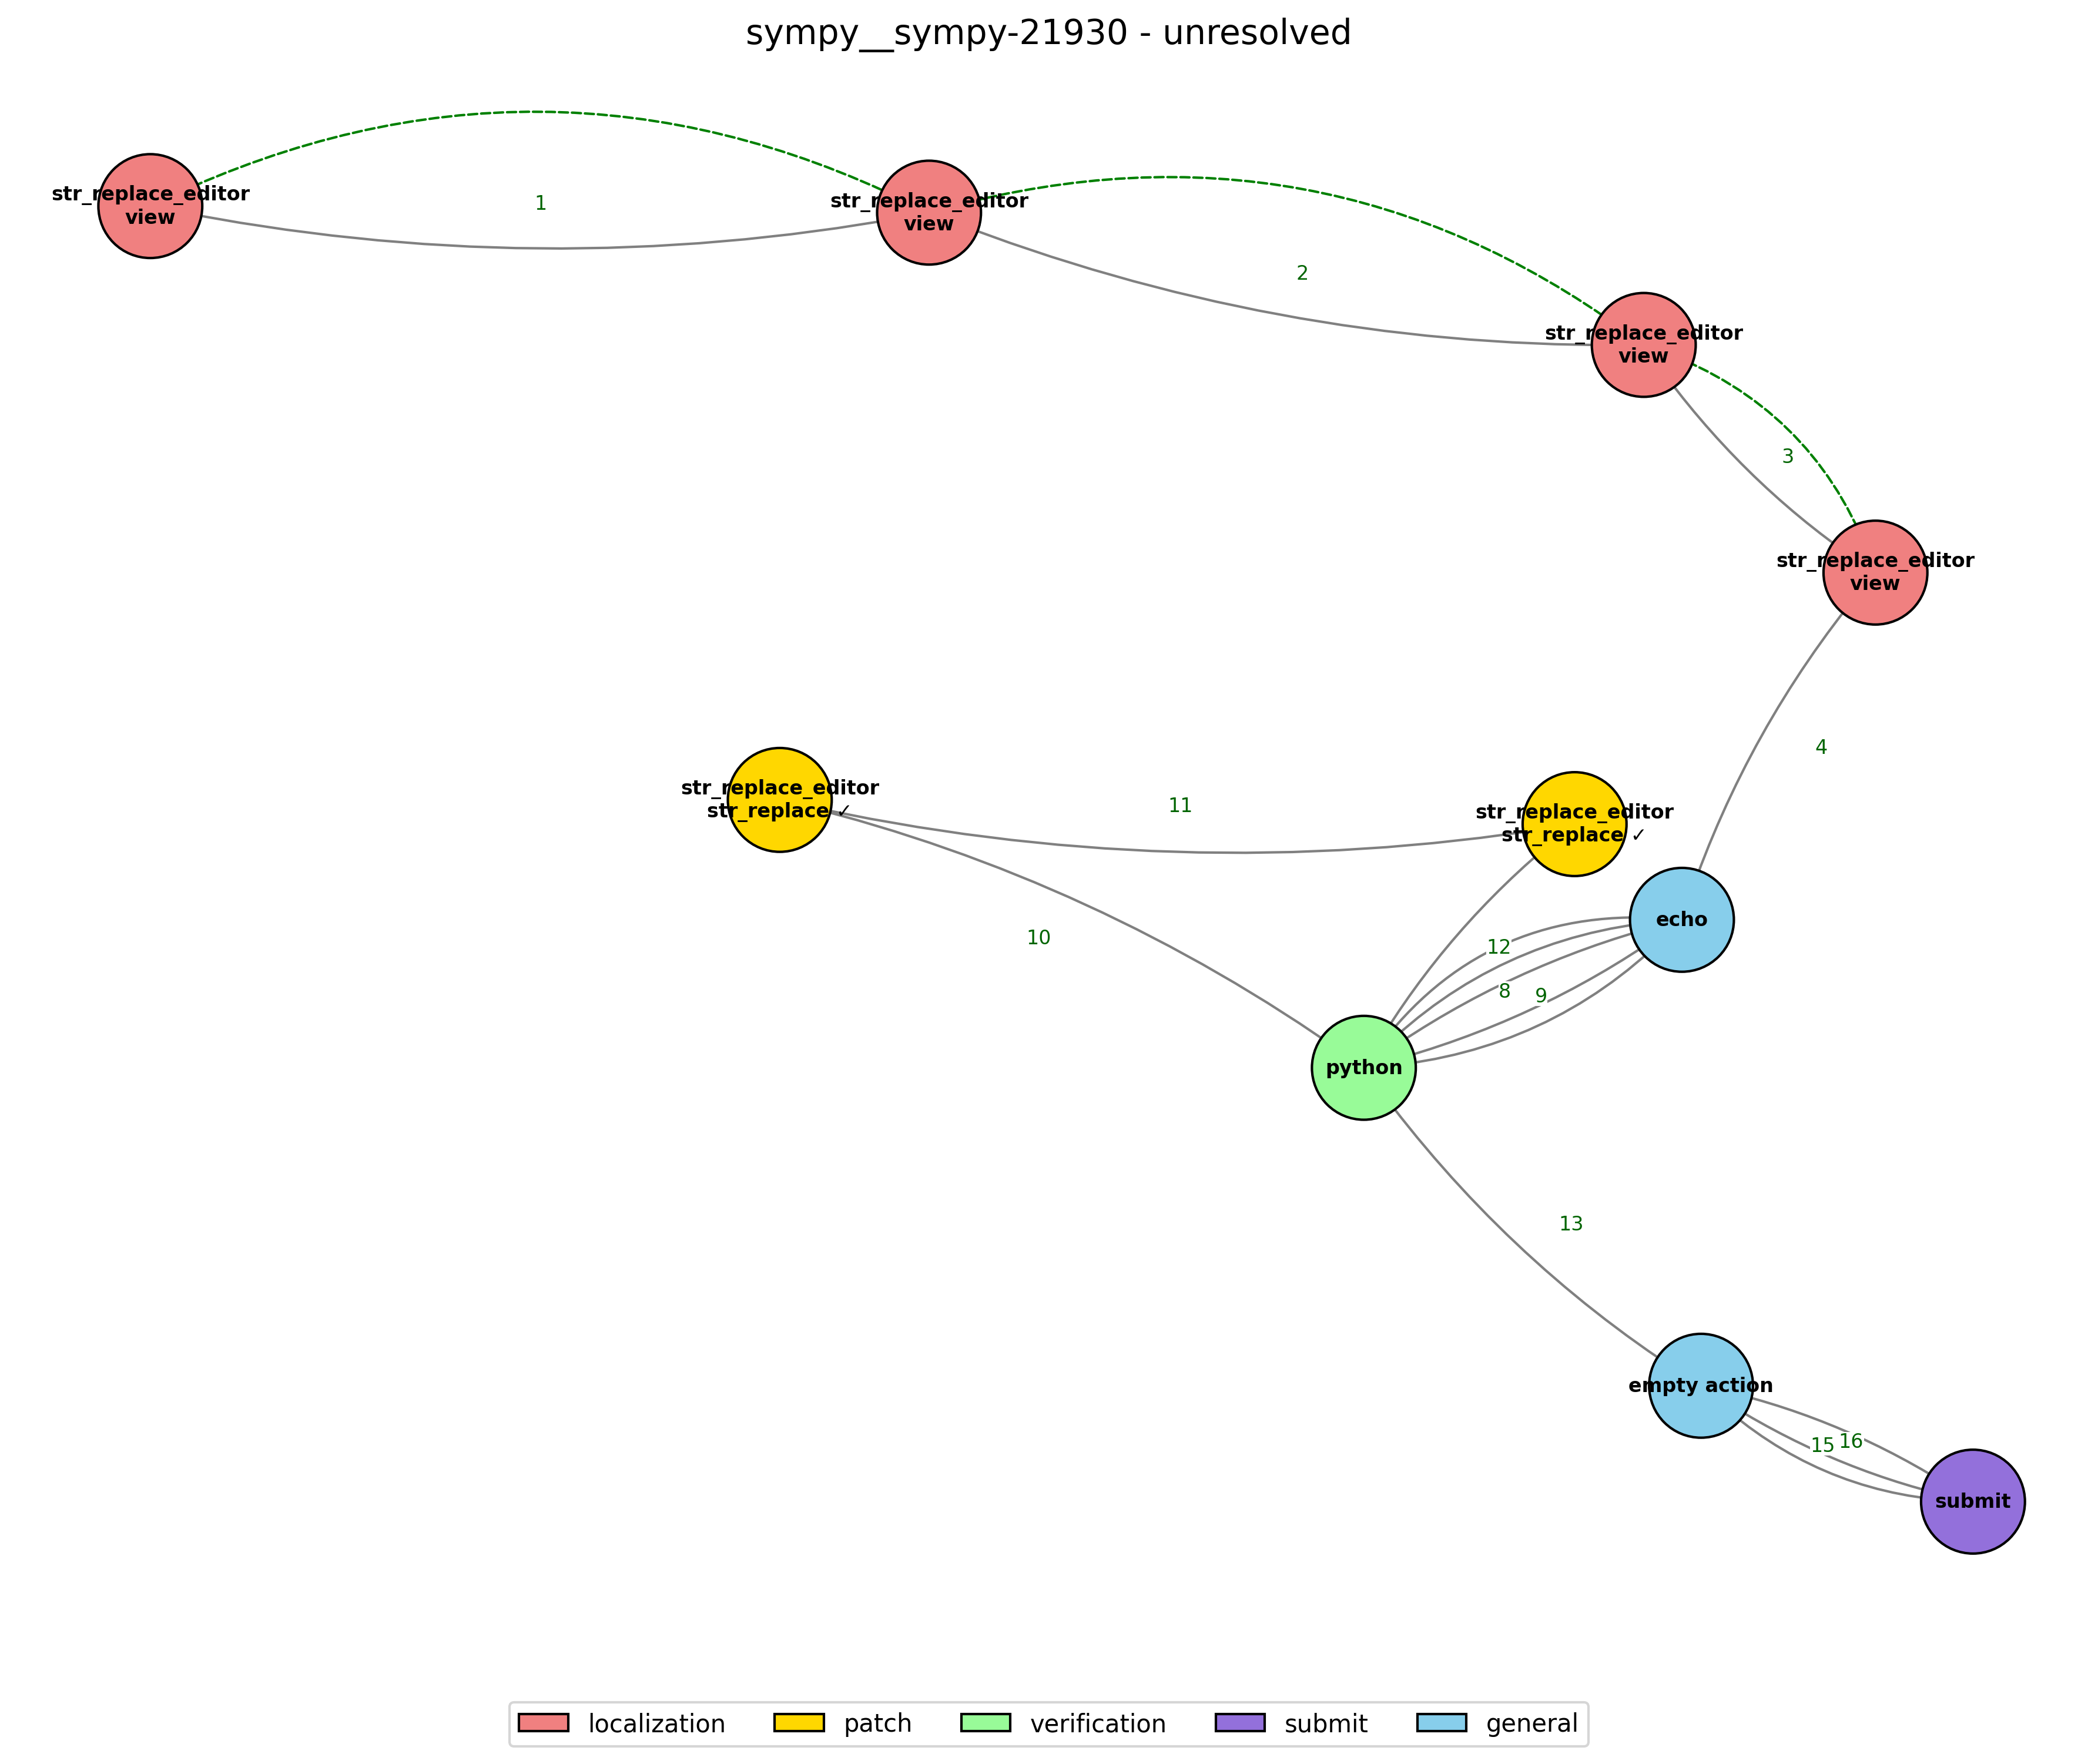 sympy__sympy-21930 - unresolved
str_replace_editor
view
1
str_replace_editor
view
2
str_replace_editor
view
3
str_replace_editor
view
4
str_replace_editor
str_replace ✓
11
str_replace_editor
str_replace ✓
echo
10
12
8
9
python
13
empty action
15
16
submit
localization
patch
verification
submit
general